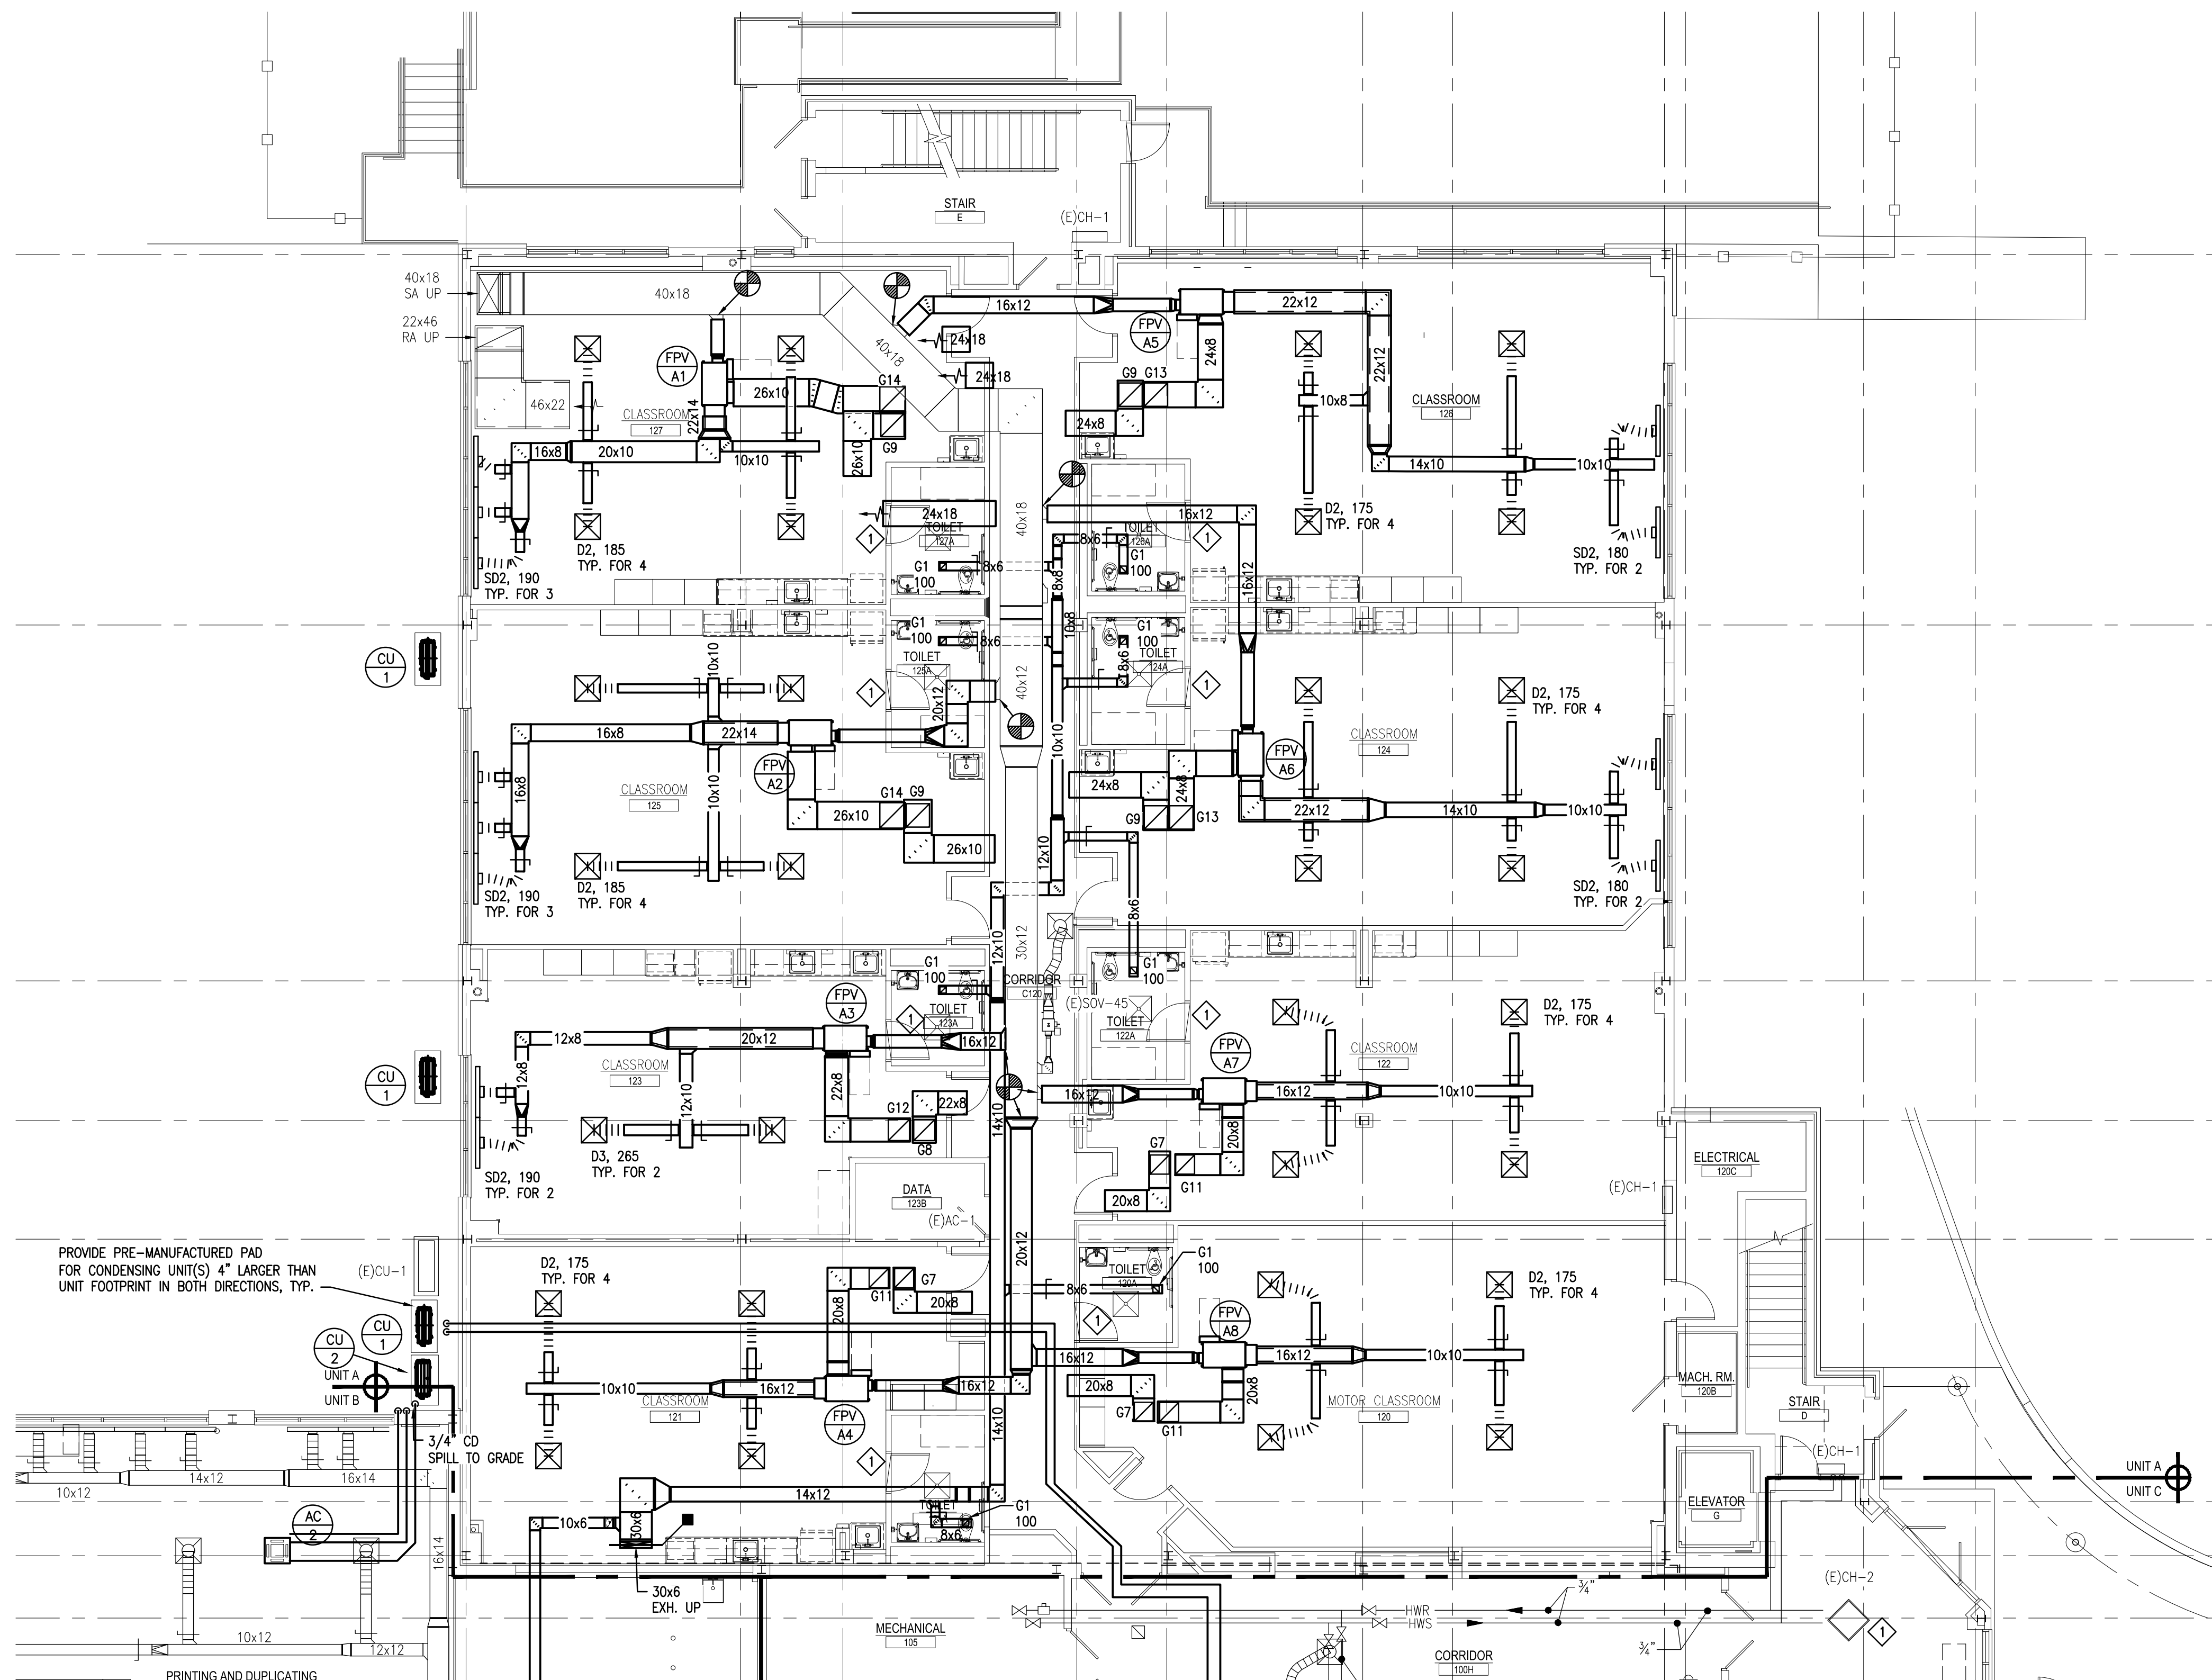 STAIR
E
(E)CH-1
40x18
SA UP
40x18
22x46
RA UP
16x12
22x12
FPV
A5
24x18
40x18
24x18
24x8
22x12
FPV
A1
26x10
G14
G9
G13
46x22
CLASSROOM
127
22x14
G9
24x8
10x8
CLASSROOM
126
16x8
20x10
10x10
26x10
14x10
10x10
24x18
TOILET
127A
40x18
16x12
TOILET
126A
1
1
D2, 175
TYP. FOR 4
D2, 185
TYP. FOR 4
8x6
G1
100
G1
100
8x6
8x8
16x12
SD2, 190
TYP. FOR 3
SD2, 180
TYP. FOR 2
G1
100
8x6
10x8
G1
100
8x6
TOILET
125A
TOILET
124A
CU
1
10x10
40x12
1
1
20x12
D2, 175
TYP. FOR 4
16x8
22x14
10x10
CLASSROOM
124
FPV
A2
FPV
A6
16x8
10x10
CLASSROOM
125
24x8
24x8
G14
G9
26x10
G9
G13
22x12
14x10
10x10
26x10
12x10
D2, 185
TYP. FOR 4
SD2, 190
TYP. FOR 3
SD2, 180
TYP. FOR 2
8x6
30x12
12x10
G1
100
G1
100
CORRIDOR
C120
FPV
A3
(E)SOV-45
TOILET
123A
1
TOILET
122A
1
D2, 175
TYP. FOR 4
12x8
20x12
16x12
FPV
A7
CLASSROOM
122
CLASSROOM
123
CU
1
12x8
22x8
22x8
16x12
16x12
10x10
12x10
G12
14x10
20x8
G8
G7
D3, 265
TYP. FOR 2
G11
SD2, 190
TYP. FOR 2
DATA
123B
20x8
ELECTRICAL
120C
(E)CH-1
(E)AC-1
PROVIDE PRE-MANUFACTURED PAD
FOR CONDENSING UNIT(S) 4" LARGER THAN
UNIT FOOTPRINT IN BOTH DIRECTIONS, TYP.
(E)CU-1
D2, 175
TYP. FOR 4
20x12
G1
100
TOILET
120A
G11
G7
8x6
D2, 175
TYP. FOR 4
20x8
20x8
CU
1
CU
2
1
FPV
A8
16x12
16x12
10x10
UNIT A
UNIT B
10x10
16x12
16x12
20x8
20x8
MACH. RM.
120B
CLASSROOM
121
FPV
A4
G7
G11
MOTOR CLASSROOM
120
STAIR
D
14x10
3/4" CD
SPILL TO GRADE
1
(E)CH-1
UNIT A
UNIT C
14x12
16x14
10x12
14x12
ELEVATOR
G
TOILET
G1
100
AC
2
10x6
30x6
8x6
16x14
30x6
EXH. UP
3/4"
(E)CH-2
HWR
HWS
MECHANICAL
105
10x12
12x12
3/4"
1
CORRIDOR
100H
PRINTING AND DUPLICATING